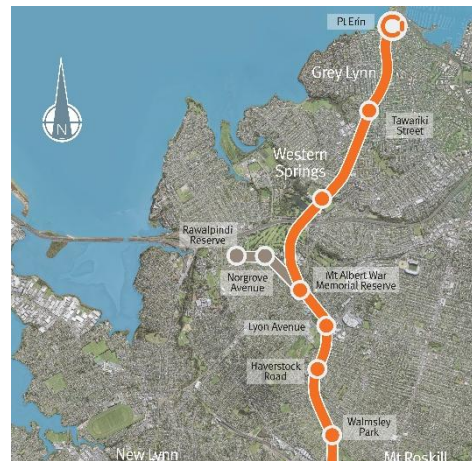 Pt Erin
Grey Lynn
Tawariki
Street
Western
Springs
Rawalpindi
Reserve
N
Norgrove
Avenue
Mt Albert War
Memorial Reserve
Lyon Avenue
Haverstock
Road
Walmsley
Park
New Lynn
Mt Roskill